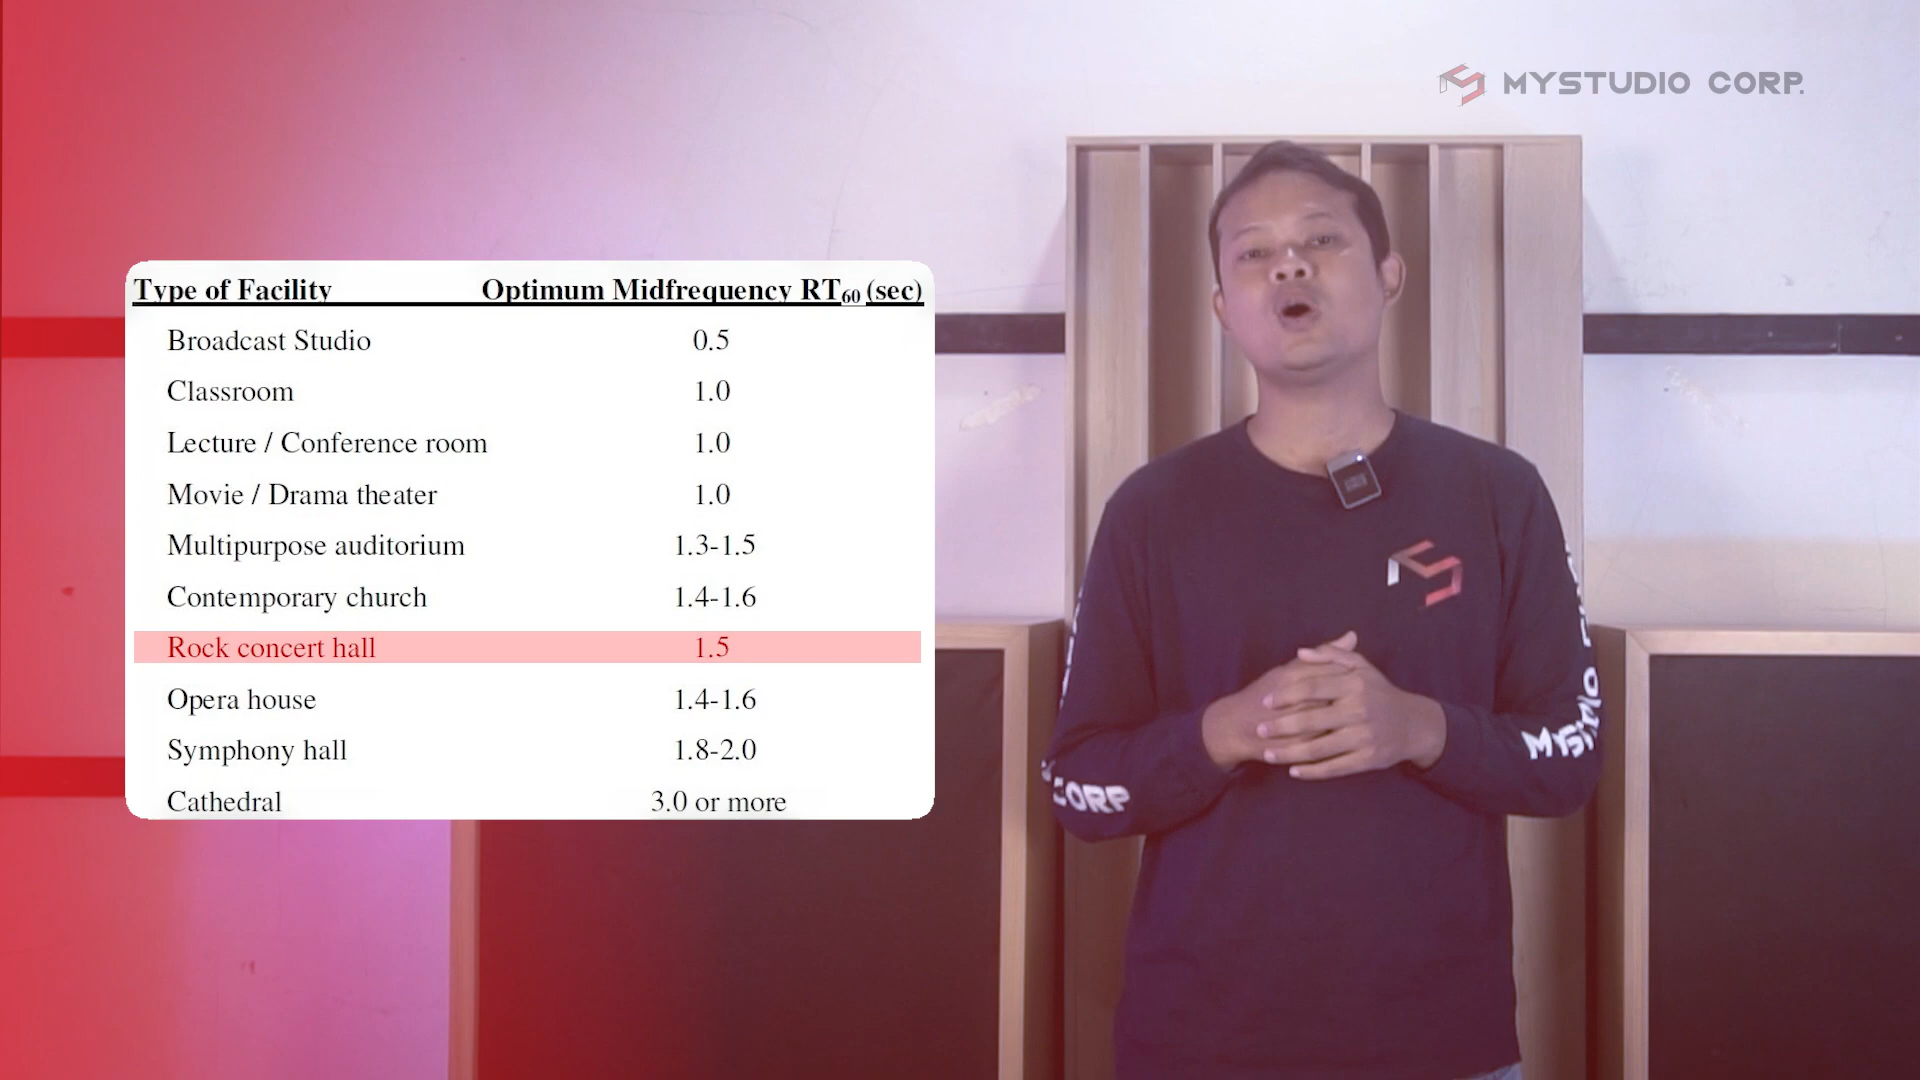 MYSTUDIO CORP.
Type of Facility Optimum Midfrequency RT60 (sec)
Broadcast Studio 0.5
Classroom 1.0
Lecture / Conference room 1.0
Movie / Drama theater 1.0
Multipurpose auditorium 1.3-1.5
Contemporary church 1.4-1.6
Rock concert hall 1.5
Opera house 1.4-1.6
Symphony hall 1.8-2.0
Cathedral 3.0 or more
CORP